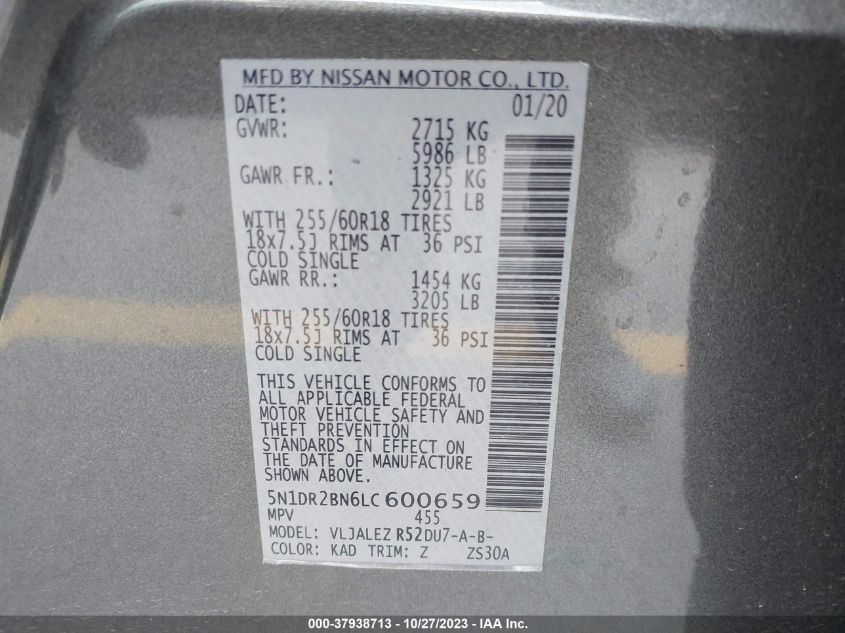 MFD BY NISSAN MOTOR CO., LTD.
DATE: 01/20
GVWR: 2715 KG
5986 LB
GAWR FR.: 1325 KG
2921 LB
WITH 255/60R18 TIRES
18x7.5J RIMS AT 36 PSI
COLD SINGLE
GAWR RR.: 1454 KG
3205 LB
WITH 255/60R18 TIRES
18x7.5J RIMS AT 36 PSI
COLD SINGLE
THIS VEHICLE CONFORMS TO
ALL APPLICABLE FEDERAL
MOTOR VEHICLE SAFETY AND
THEFT PREVENTION
STANDARDS IN EFFECT ON
THE DATE OF MANUFACTURE
SHOWN ABOVE.
5N1DR2BN6LC600659
MPV 455
MODEL: VLJALEZ R52DU7-A-B-
COLOR: KAD TRIM: Z ZS30A
000-37938713 - 10/27/2023 - IAA Inc.